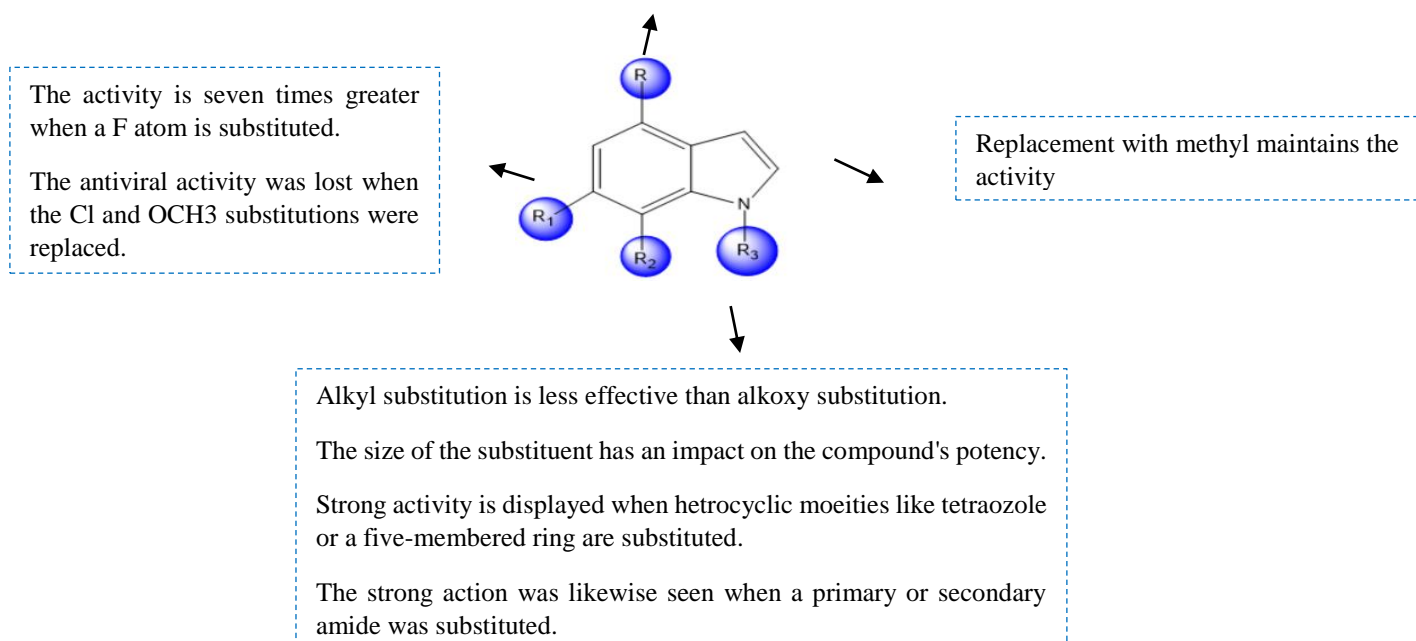 R
The activity is seven times greater
when a F atom is substituted.
The antiviral activity was lost when
the Cl and OCH3 substitutions were
replaced.
Replacement with methyl maintains the
activity
N
R1
R2
R3
Alkyl substitution is less effective than alkoxy substitution.
The size of the substituent has an impact on the compound's potency.
Strong activity is displayed when hetrocyclic moeities like tetraozole
or a five-membered ring are substituted.
The strong action was likewise seen when a primary or secondary
amide was substituted.